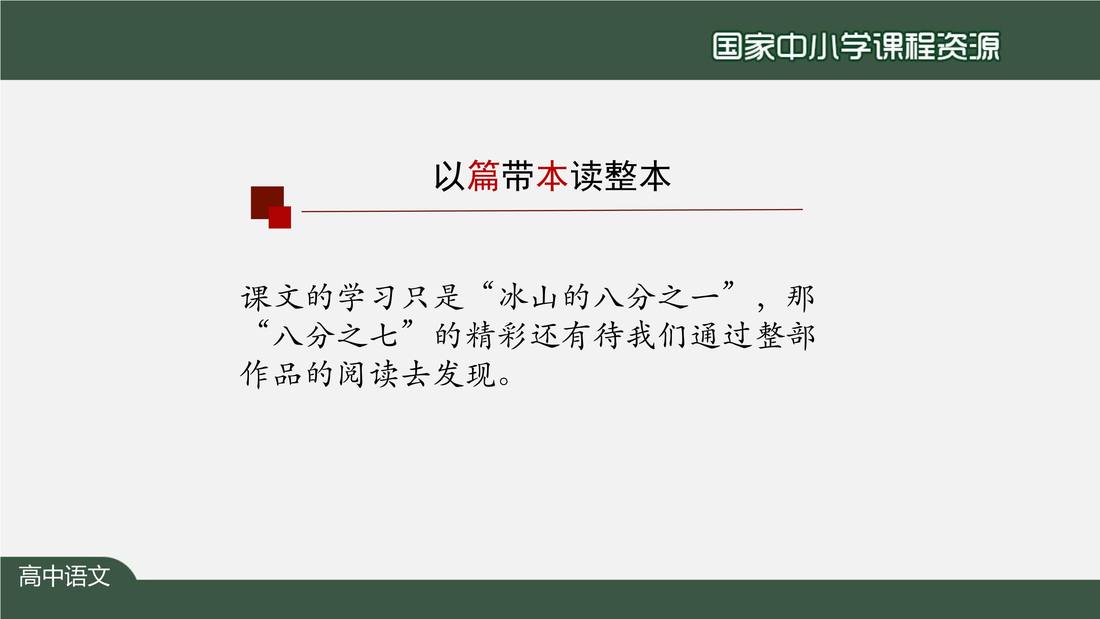 国家中小学课程资源
以篇带本读整本
课文的学习只是“冰山的八分之一”，那
“八分之七”的精彩还有待我们通过整部
作品的阅读去发现。
高中语文